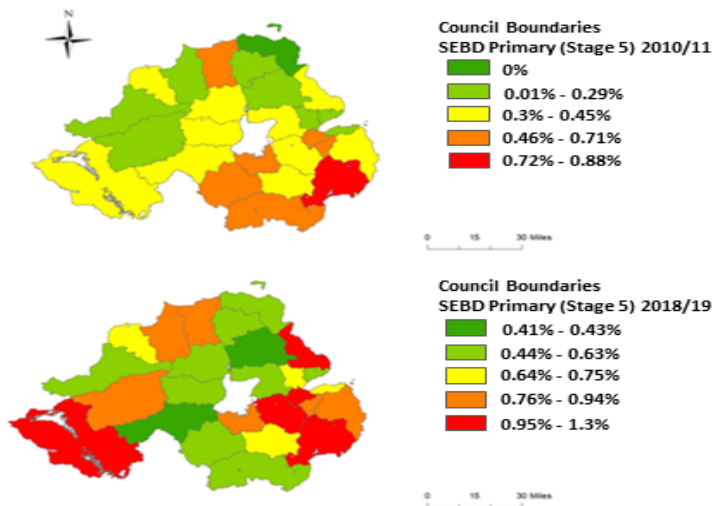 N
Council Boundaries
SEBD Primary (Stage 5) 2010/11
0%
0.01% - 0.29%
0.3% - 0.45%
0.46% - 0.71%
0.72% - 0.88%
0 15 30 Miles
Council Boundaries
SEBD Primary (Stage 5) 2018/19
0.41% - 0.43%
0.44% - 0.63%
0.64% - 0.75%
0.76% - 0.94%
0.95% - 1.3%
0 15 30 Miles